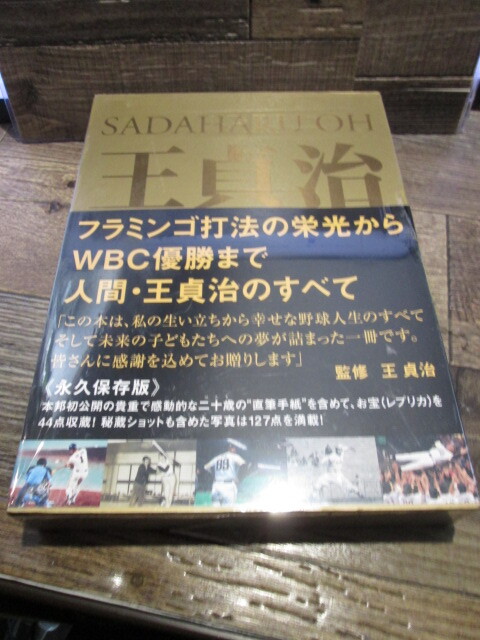 SADAHARU OH
王貞治
フラミンゴ打法の栄光から
WBC優勝まで
人間・王貞治のすべて
「この本は、私の生い立ちから幸せな野球人生のすべて
そして未来の子どもたちへの夢が詰まった一冊です。
皆さんに感謝を込めてお贈りします」
監修 王 貞治
《永久保存版》
本邦初公開の貴重で感動的な二十歳の"直筆手紙"を含めて、お宝(レプリカ)を
44点収蔵!秘蔵ショットも含めた写真は127点を満載!
89